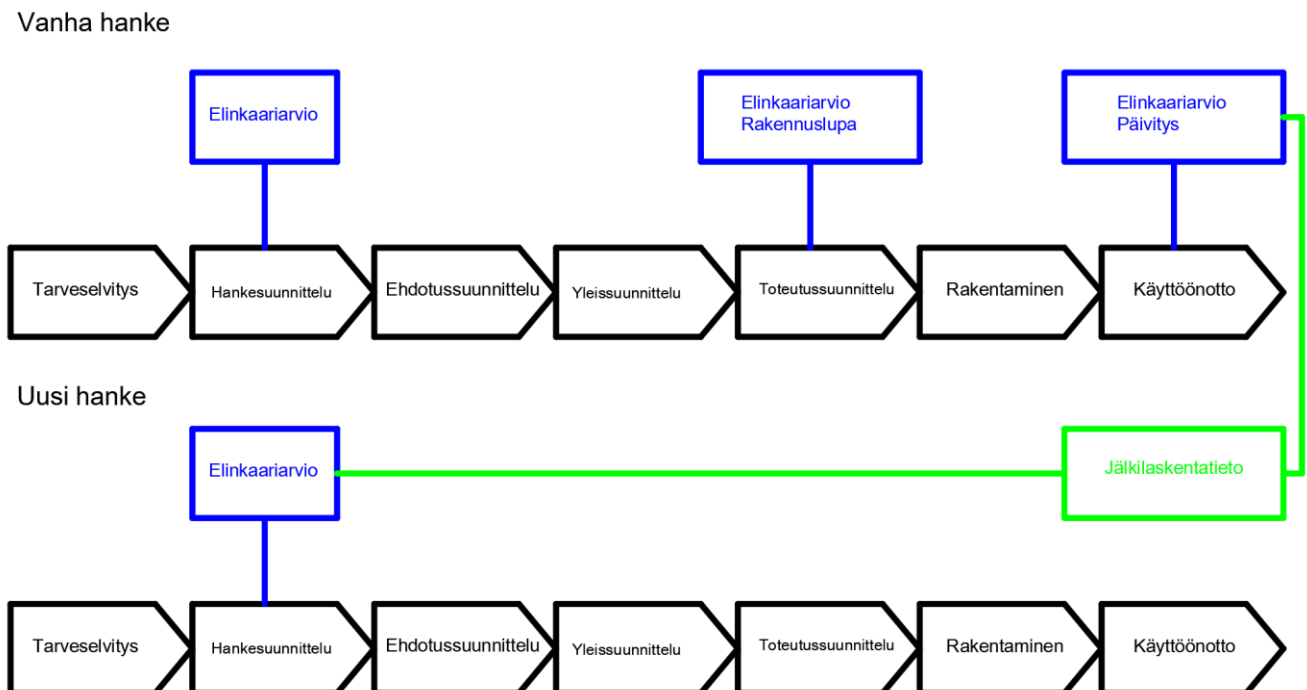 Vanha hanke
Elinkaariarvio
Elinkaariarvio
Rakennuslupa
Elinkaariarvio
Päivitys
Tarveselvitys
Hankesuunnittelu
Ehdotussuunnittelu
Yleissuunnittelu
Toteutussuunnittelu
Rakentaminen
Käyttöönotto
Uusi hanke
Elinkaariarvio
Jälkilaskentatieto
Tarveselvitys
Hankesuunnittelu
Ehdotussuunnittelu
Yleissuunnittelu
Toteutussuunnittelu
Rakentaminen
Käyttöönotto